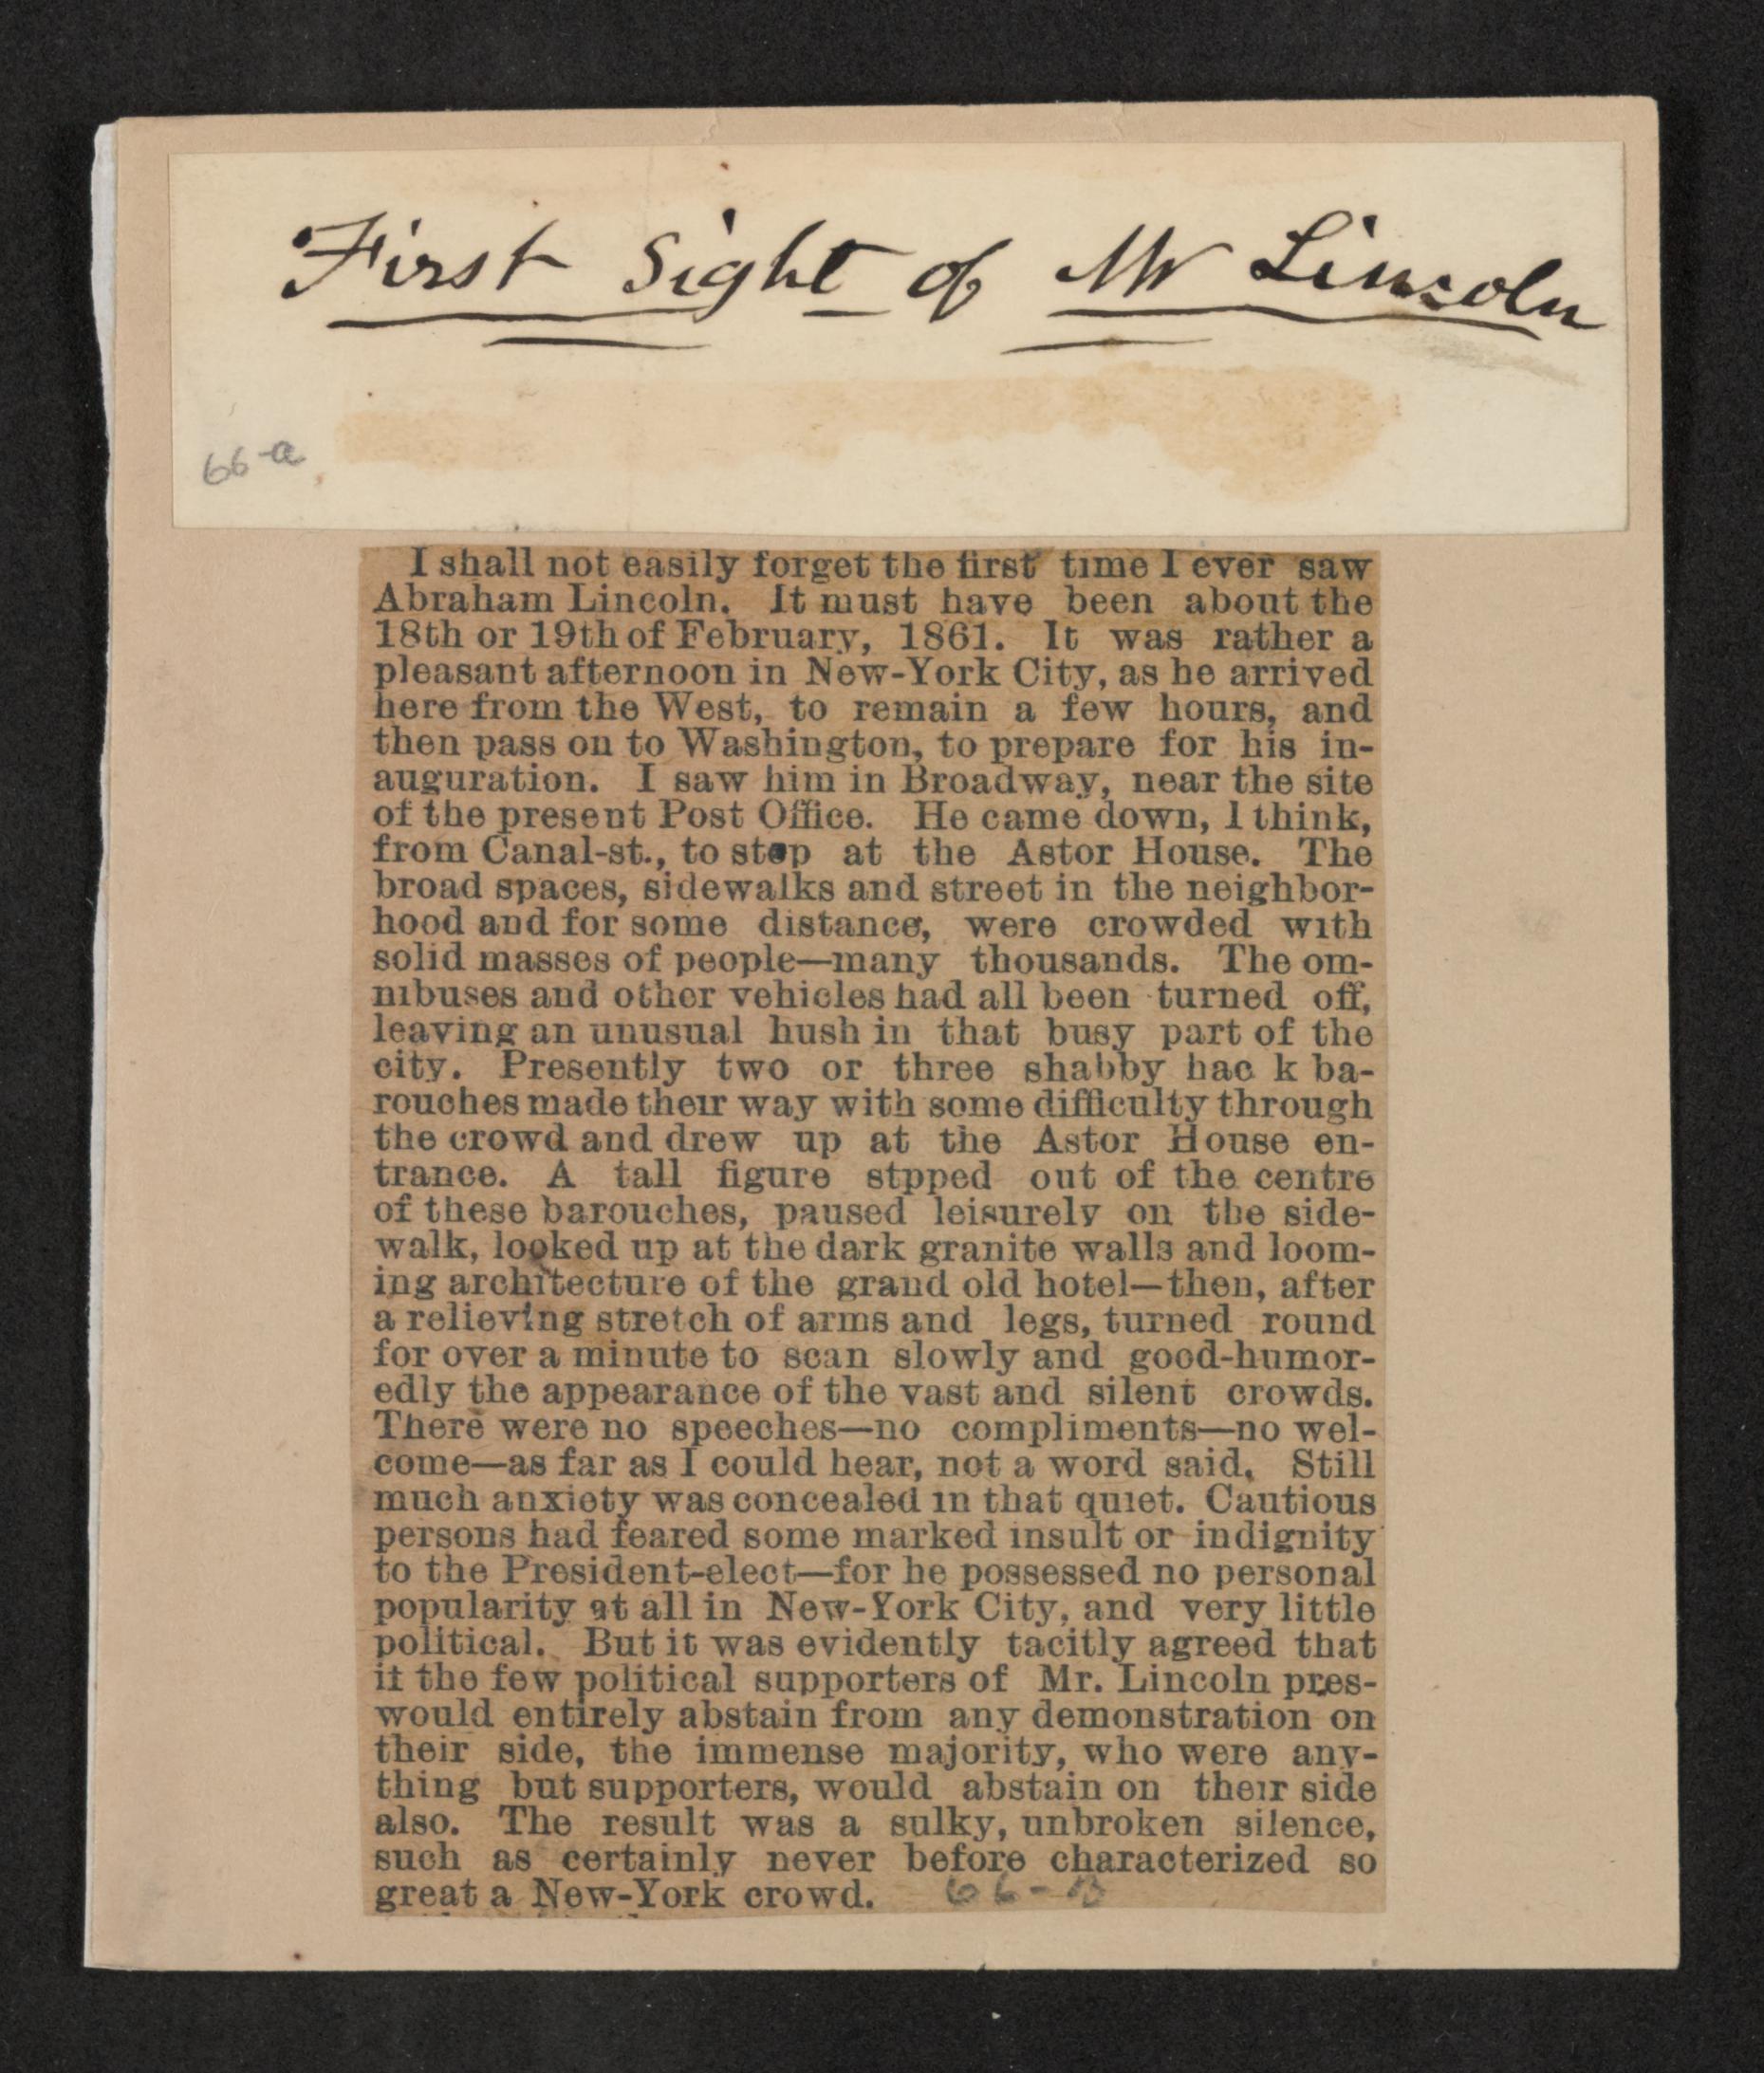 First Sight of Mr Lincoln
66-a
I shall not easily forget the first time I ever saw
Abraham Lincoln. It must have been about the
18th or 19th of February, 1861. It was rather a
pleasant afternoon in New-York City, as he arrived
here from the West, to remain a few hours, and
then pass on to Washington, to prepare for his in-
auguration. I saw him in Broadway, near the site
of the present Post Office. He came down, I think,
from Canal-st., to stop at the Astor House. The
broad spaces, sidewalks and street in the neighbor-
hood and for some distance, were crowded with
solid masses of people—many thousands. The om-
nibuses and other vehicles had all been turned off,
leaving an unusual hush in that busy part of the
city. Presently two or three shabby hac k ba-
rouches made their way with some difficulty through
the crowd and drew up at the Astor House en-
trance. A tall figure stpped out of the centre
of these barouches, paused leisurely on the side-
walk, looked up at the dark granite walls and loom-
ing architecture of the grand old hotel—then, after
a relieving stretch of arms and legs, turned round
for over a minute to scan slowly and good-humor-
edly the appearance of the vast and silent crowds.
There were no speeches—no compliments—no wel-
come—as far as I could hear, not a word said. Still
much anxiety was concealed in that quiet. Cautious
persons had feared some marked insult or indignity
to the President-elect—for he possessed no personal
popularity at all in New-York City, and very little
political. But it was evidently tacitly agreed that
if the few political supporters of Mr. Lincoln pres-
would entirely abstain from any demonstration on
their side, the immense majority, who were any-
thing but supporters, would abstain on their side
also. The result was a sulky, unbroken silence,
such as certainly never before characterized so
great a New-York crowd. 66-B